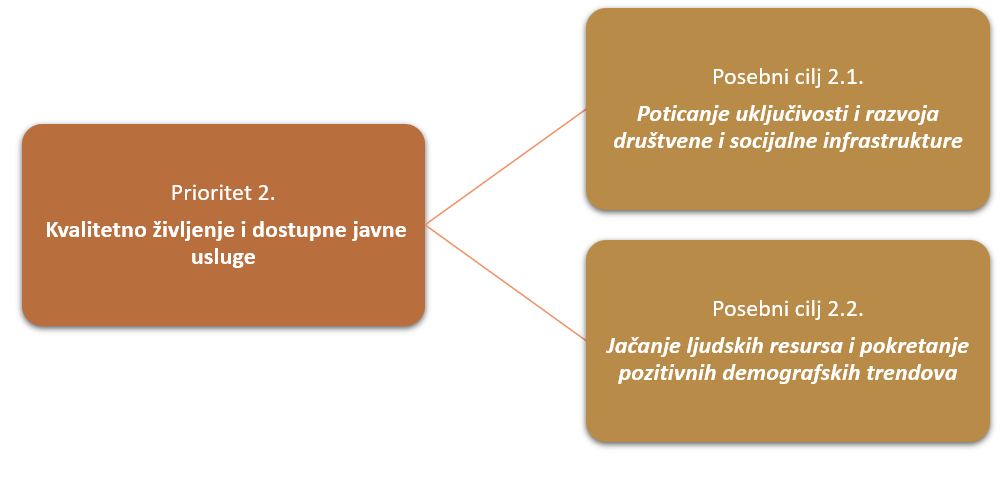 Prioritet 2.
Kvalitetno življenje i dostupne javne
usluge
Posebni cilj 2.1.
Poticanje uključivosti i razvoja
društvene i socijalne infrastrukture
Posebni cilj 2.2.
Jačanje ljudskih resursa i pokretanje
pozitivnih demografskih trendova